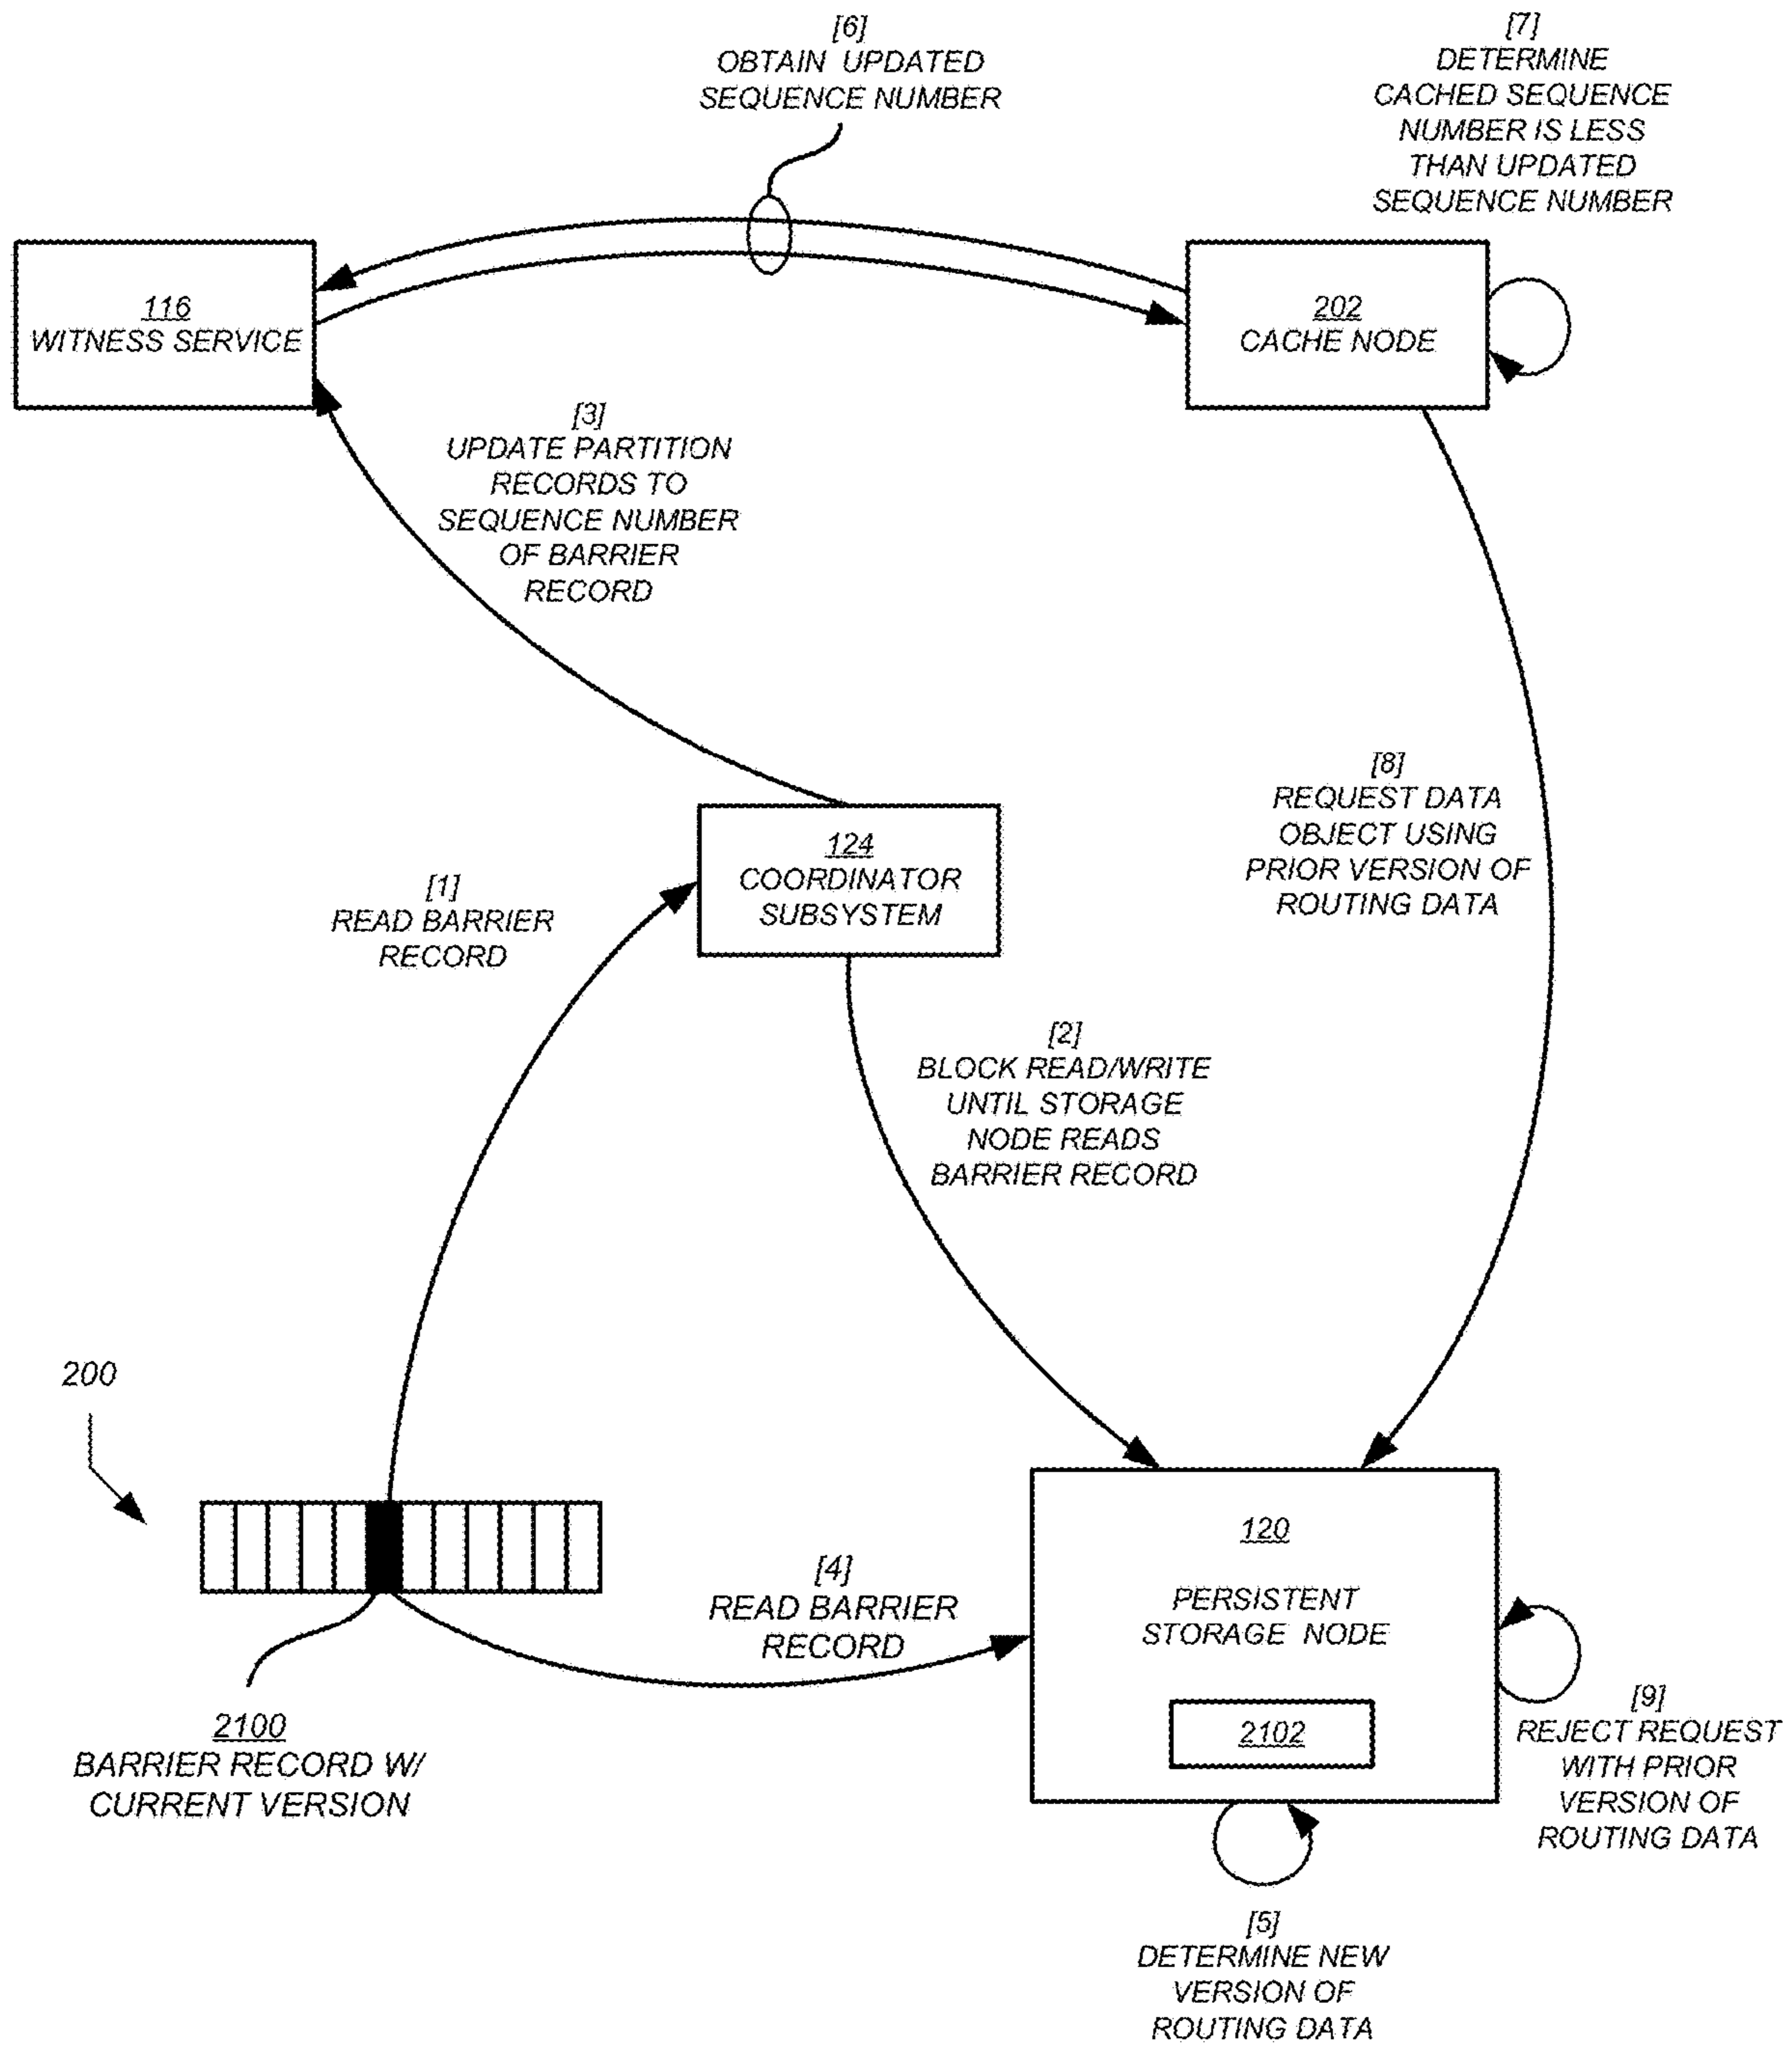 [6]
OBTAIN UPDATED
SEQUENCE NUMBER
[7]
DETERMINE
CACHED SEQUENCE
NUMBER IS LESS
THAN UPDATED
SEQUENCE NUMBER
116
WITNESS SERVICE
202
CACHE NODE
[3]
UPDATE PARTITION
RECORDS TO
SEQUENCE NUMBER
OF BARRIER
RECORD
[8]
REQUEST DATA
OBJECT USING
PRIOR VERSION OF
ROUTING DATA
124
COORDINATOR
SUBSYSTEM
[1]
READ BARRIER
RECORD
[2]
BLOCK READ/WRITE
UNTIL STORAGE
NODE READS
BARRIER RECORD
200
[4]
READ BARRIER
RECORD
120
PERSISTENT
STORAGE NODE
2102
2100
BARRIER RECORD W/
CURRENT VERSION
[9]
REJECT REQUEST
WITH PRIOR
VERSION OF
ROUTING DATA
[5]
DETERMINE NEW
VERSION OF
ROUTING DATA